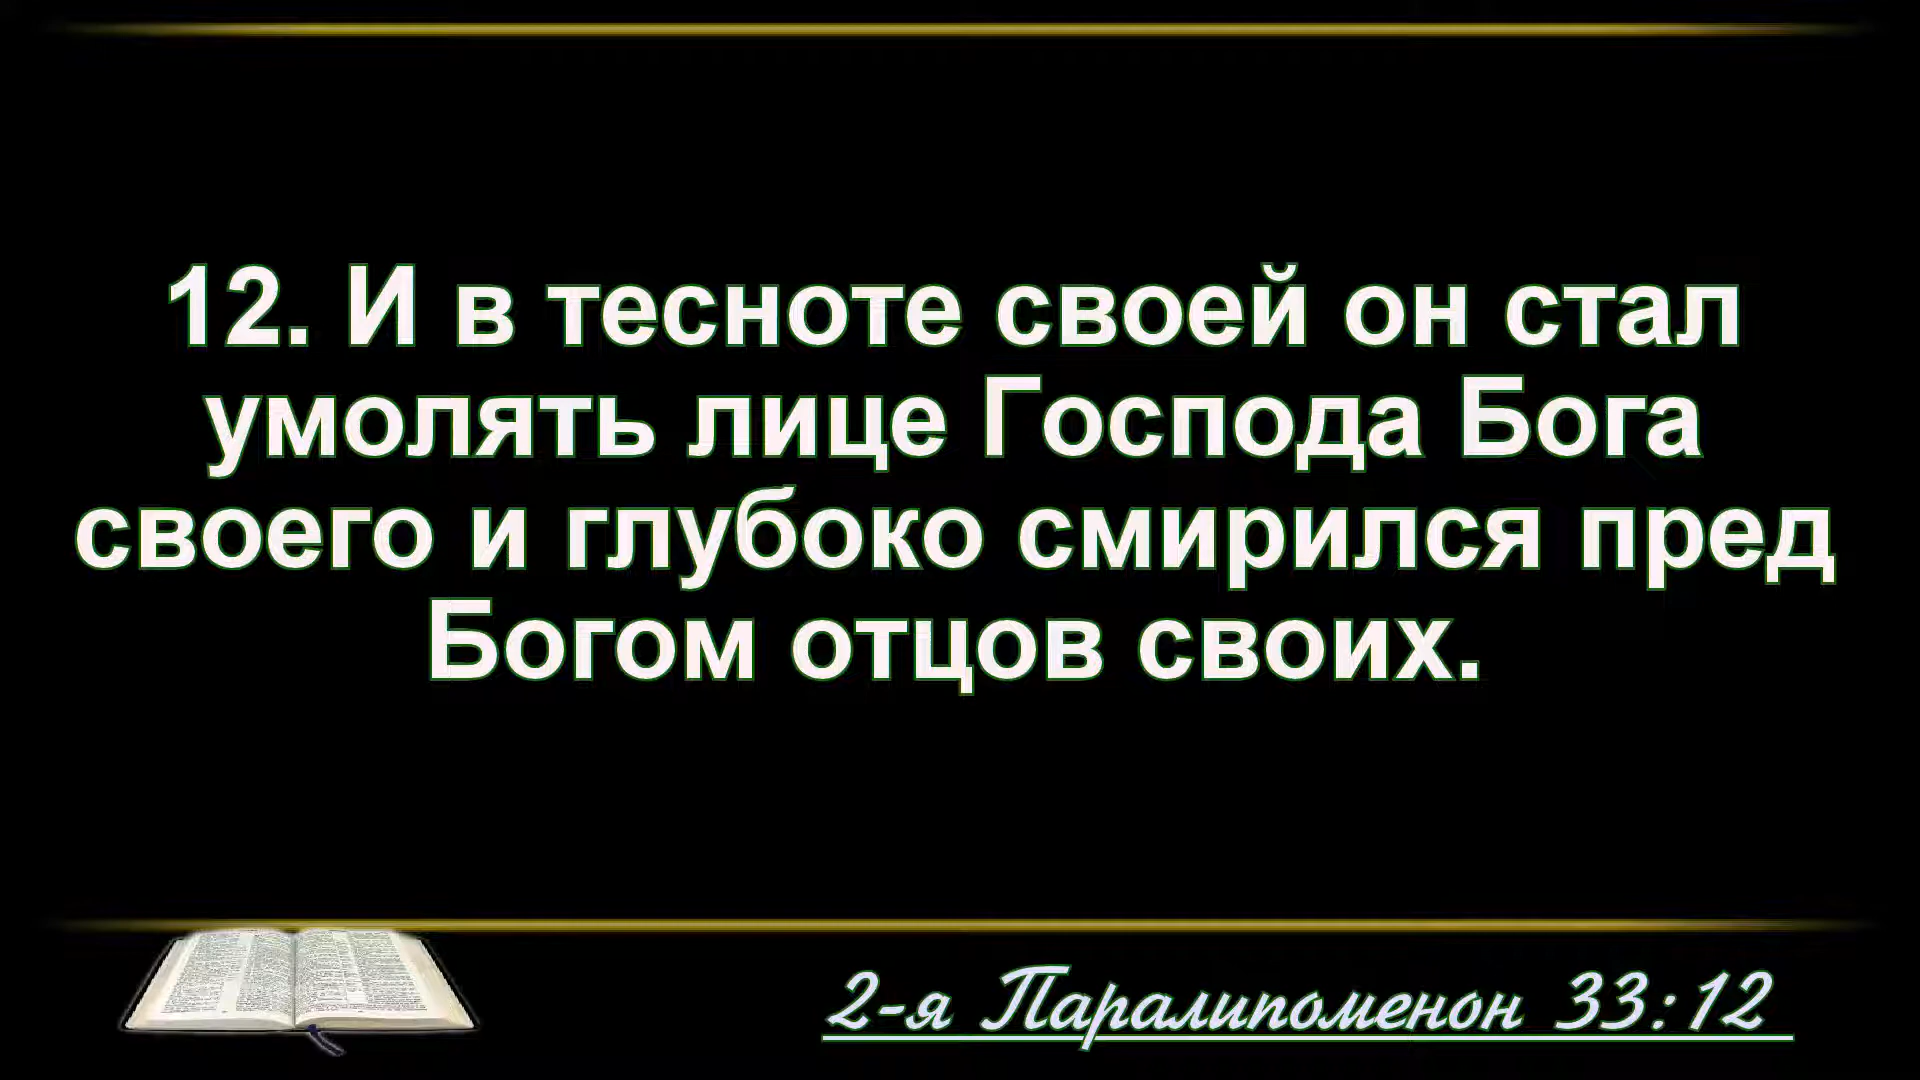 12. И в тесноте своей он стал
умолять лице Господа Бога
своего и глубоко смирился пред
Богом отцов своих.
2-я Паралипоменон 33:12